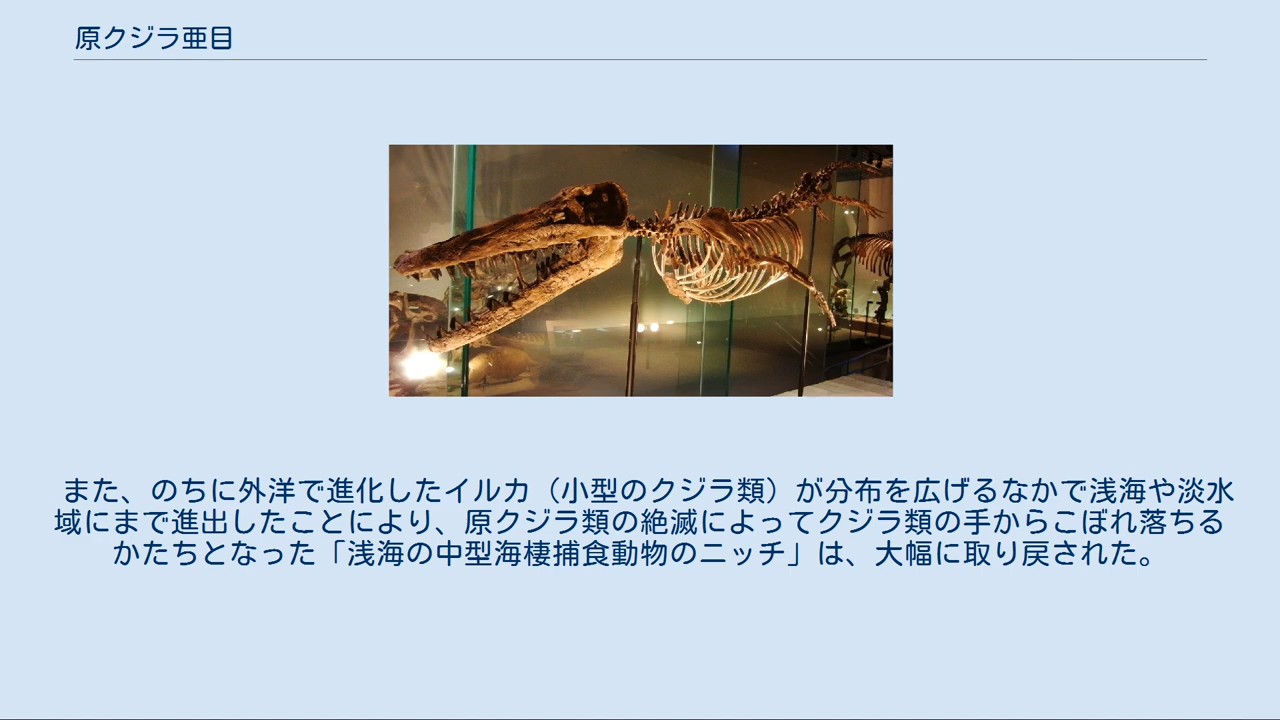 原クジラ亜目
また、のちに外洋で進化したイルカ（小型のクジラ類）が分布を広げるなかで浅海や淡水
域にまで進出したことにより、原クジラ類の絶滅によってクジラ類の手からこぼれ落ちる
かたちとなった「浅海の中型海棲捕食動物のニッチ」は、大幅に取り戻された。